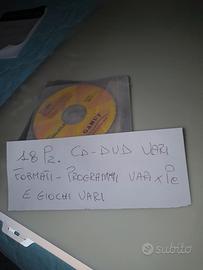 18 Pz. CD-DVD VARI
FORMATI - PROGRAMMI VARI x Pc
E GIOCHI VARI
subito